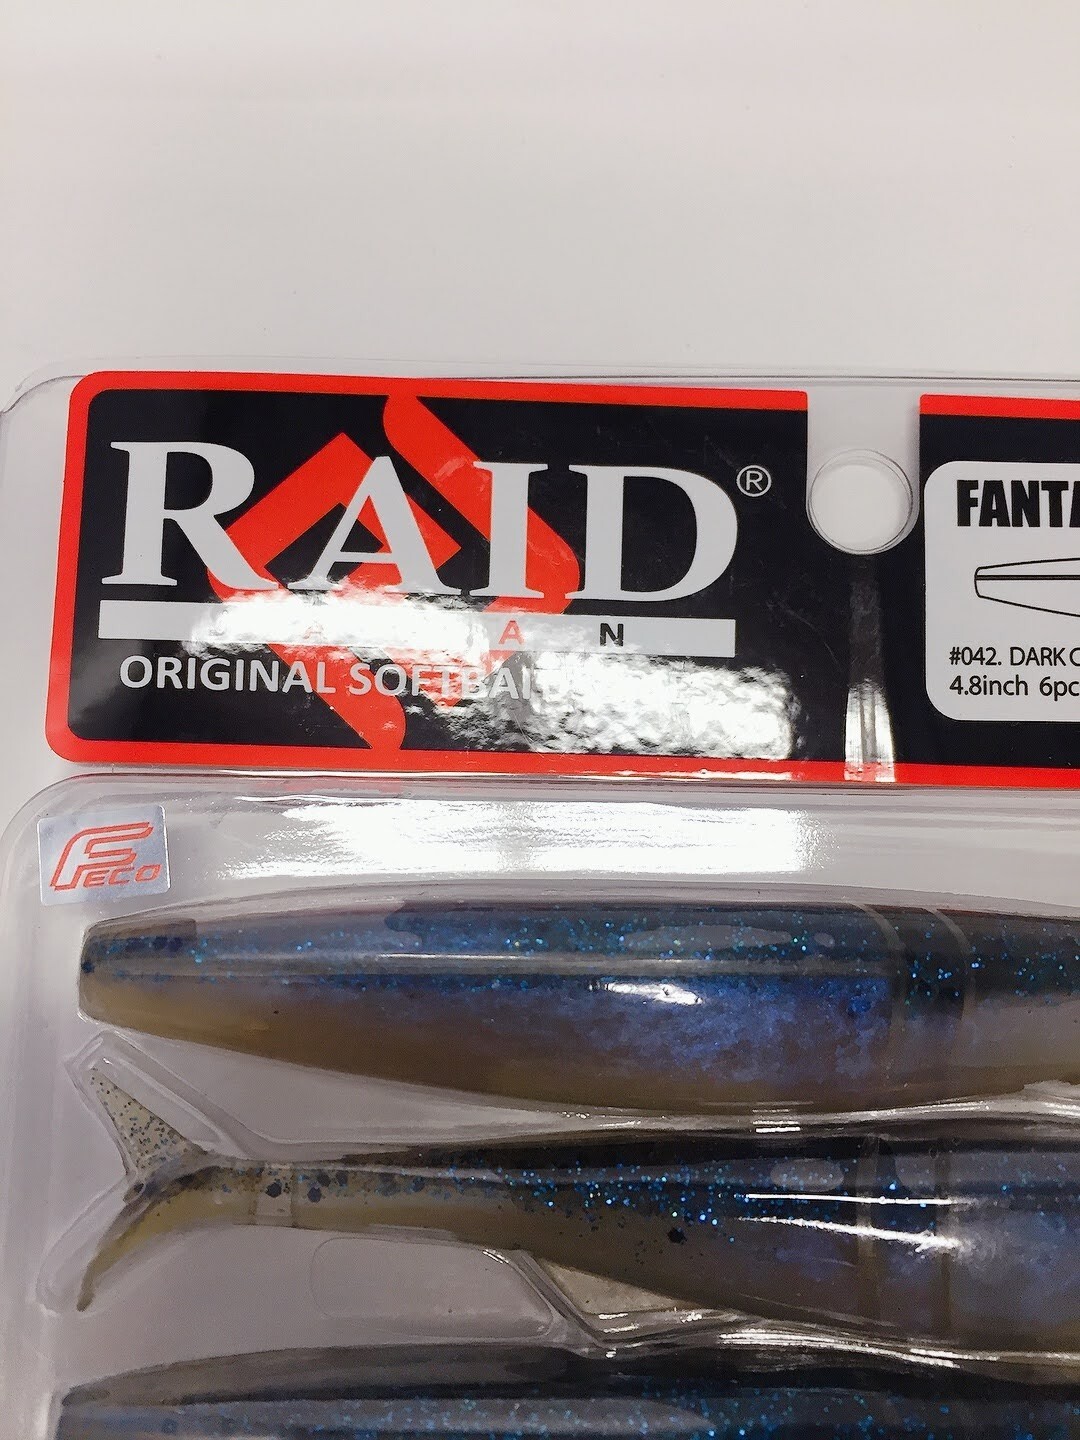 RAID®
A A N
ORIGINAL SOFTBAI
FANTA
#042. DARK
4.8inch 6pc
FECO